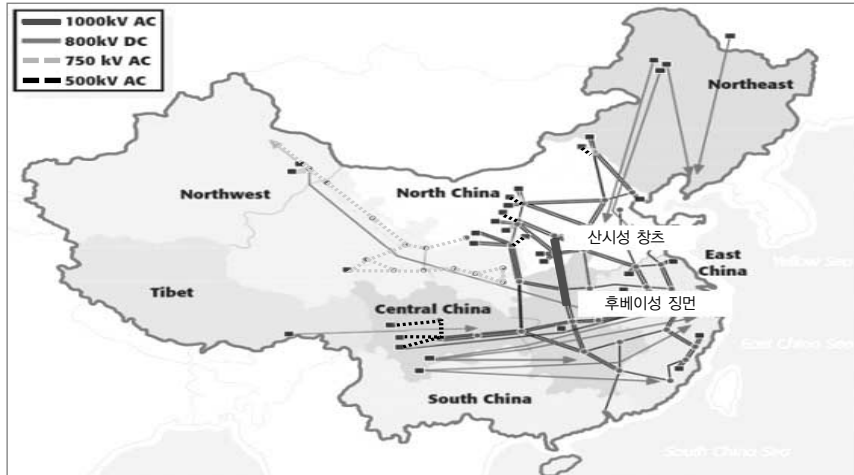 1000kV AC
800kV DC
750 kV AC
500kV AC
Northeast
Northwest
North China
산시성 창츠
East
China
Yellow Sea
Tibet
Central China
후베이성 징먼
East China Sea
South China
South China Sea